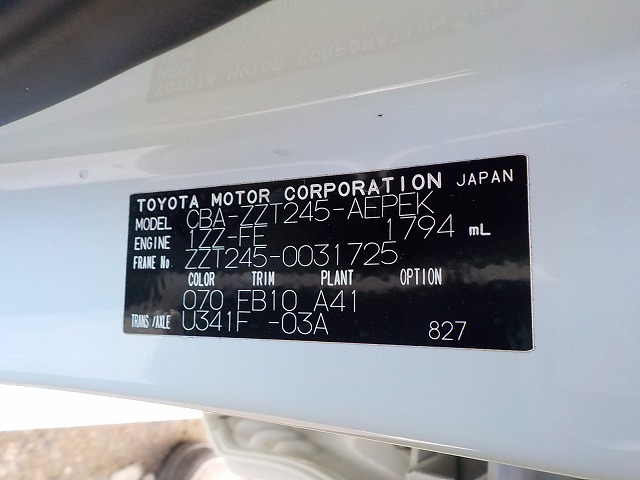 TOYOTA MOTOR CORPORATION JAPAN
MODEL CBA-ZZT245-AEPEK
ENGINE 1ZZ-FE 1794 mL
FRAME No ZZT245-0031725
COLOR TRIM PLANT OPTION
070 FB10 A41
TRANS/AXLE U341F -03A
827